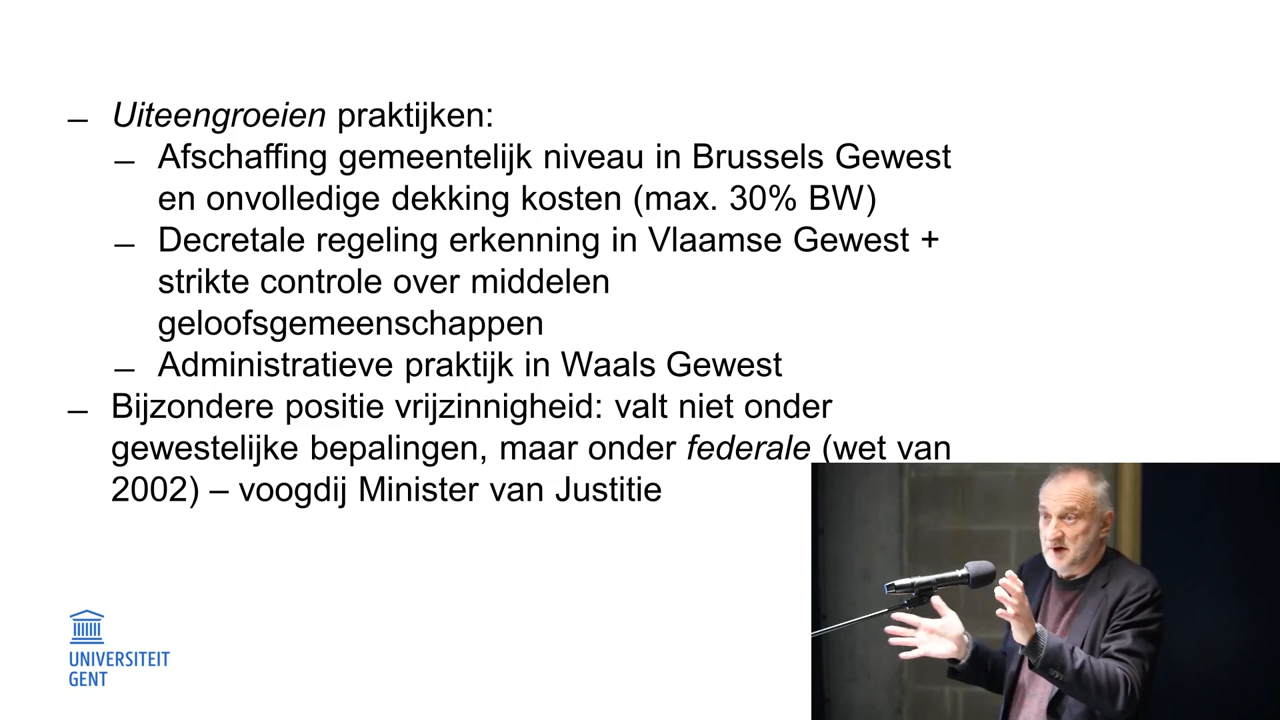 – Uiteengroeien praktijken:
– Afschaffing gemeentelijk niveau in Brussels Gewest
en onvolledige dekking kosten (max. 30% BW)
– Decretale regeling erkenning in Vlaamse Gewest +
strikte controle over middelen
geloofsgemeenschappen
– Administratieve praktijk in Waals Gewest
– Bijzondere positie vrijzinnigheid: valt niet onder
gewestelijke bepalingen, maar onder federale (wet van
2002) – voogdij Minister van Justitie
UNIVERSITEIT
GENT